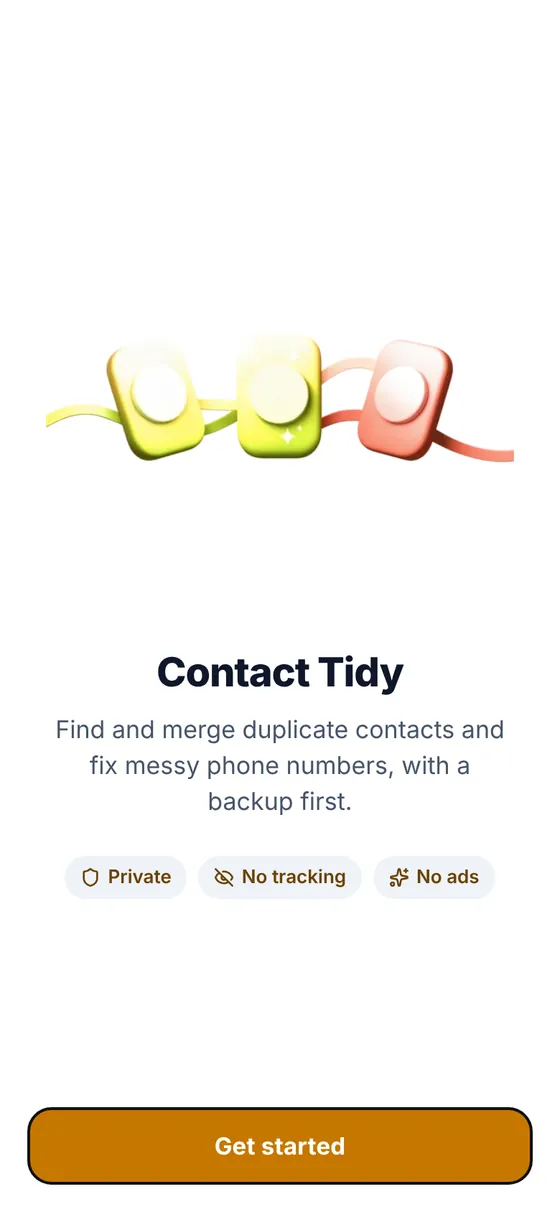 Contact Tidy
Find and merge duplicate contacts and
fix messy phone numbers, with a
backup first.
Private
No tracking
No ads
Get started